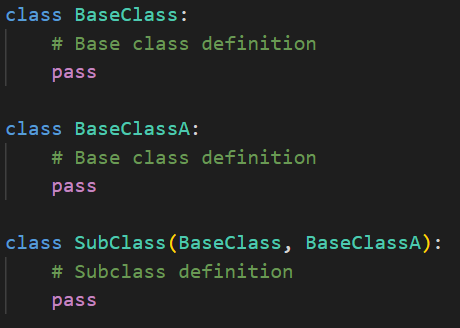 class BaseClass:
    # Base class definition
    pass

class BaseClassA:
    # Base class definition
    pass

class SubClass(BaseClass, BaseClassA):
    # Subclass definition
    pass